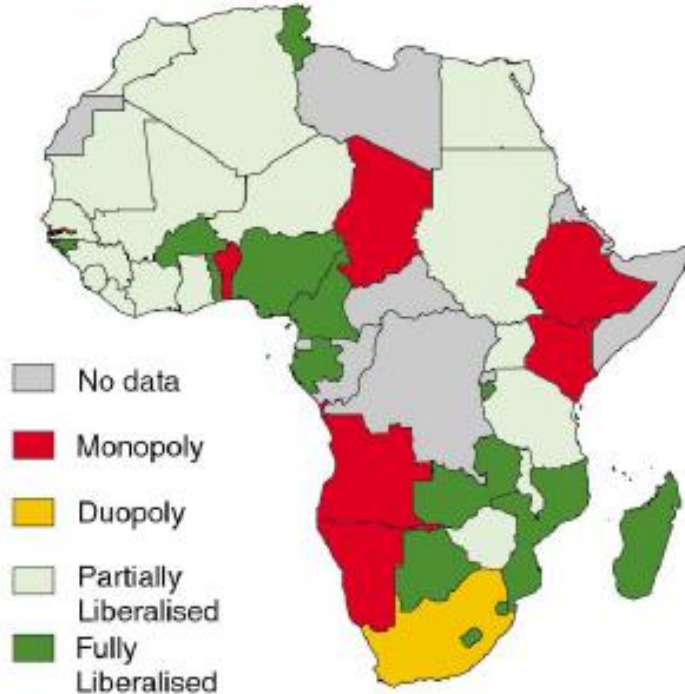 No data
Monopoly
Duopoly
Partially
Liberalised
Fully
Liberalised